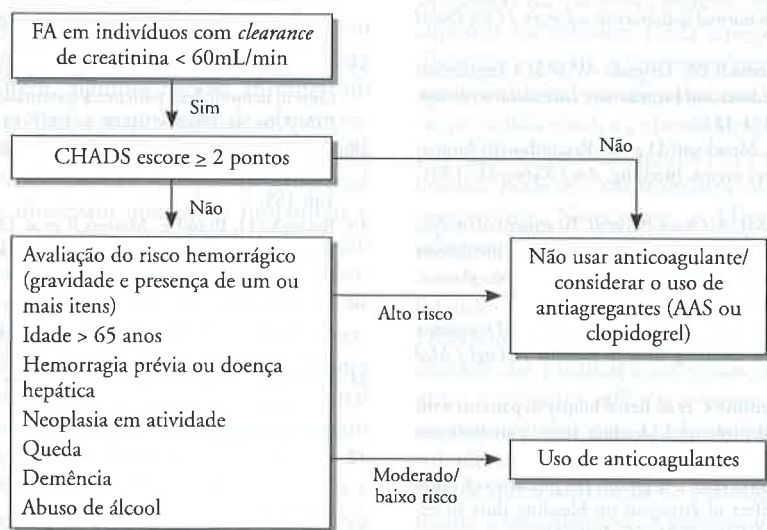 FA em indivíduos com clearance
de creatinina < 60mL/min
Sim
CHADS escore ≥ 2 pontos
Não
Não
Avaliação do risco hemorrágico
(gravidade e presença de um ou
mais itens)
Idade > 65 anos
Hemorragia prévia ou doença
hepática
Neoplasia em atividade
Queda
Demência
Abuso de álcool
Alto risco
Não usar anticoagulante/
considerar o uso de
antiagregantes (AAS ou
clopidogrel)
Moderado/
baixo risco
Uso de anticoagulantes